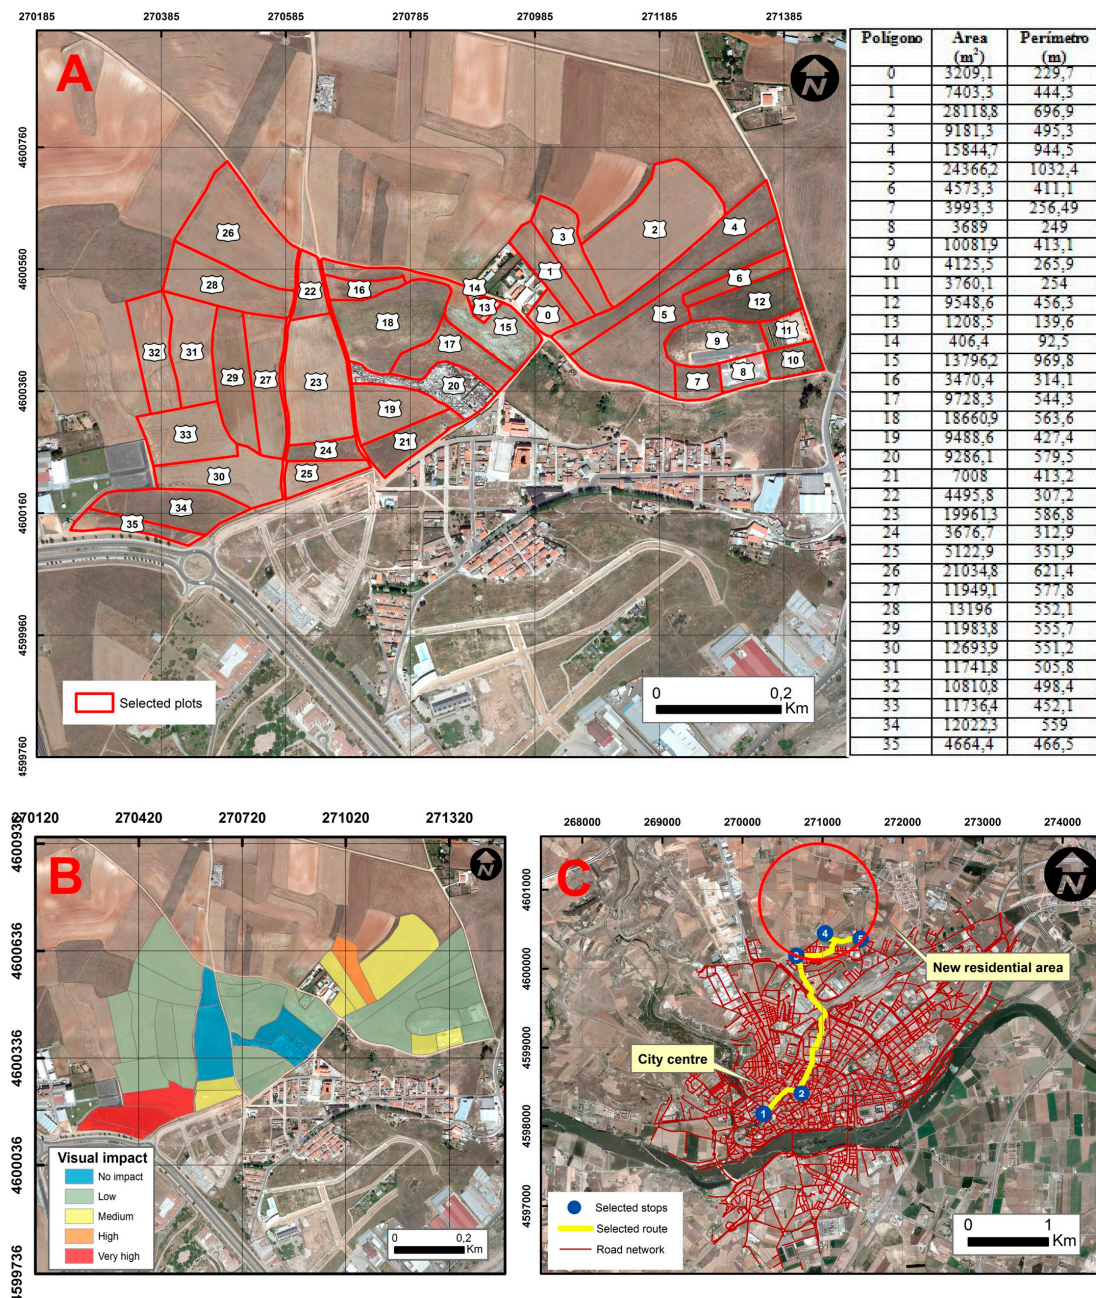 270185 270385 270585 270785 270985 271185 271385
A
N
4600760
4600560
4600360
4600160
4599960
4599760
26
28
22
16
18
14
13
15
17
32
31
29
27
23
20
19
21
33
24
30
25
34
35
3
2
4
1
0
5
6
12
9
11
10
8
7
Selected plots
0 0,2
Km
Polígono Area (m²) Perímetro (m)
0 3209,1 229,7
1 7403,3 444,3
2 28118,8 696,9
3 9181,3 495,3
4 15844,7 944,5
5 24366,2 1032,4
6 4573,3 411,1
7 3993,3 256,49
8 3689 249
9 10081,9 413,1
10 4125,5 265,9
11 3760,1 254
12 9548,6 456,3
13 1208,5 139,6
14 406,4 92,5
15 13796,2 969,8
16 3470,4 314,1
17 9728,3 544,3
18 18660,9 563,6
19 9488,6 427,4
20 9286,1 579,5
21 7008 413,2
22 4495,8 307,2
23 19961,3 586,8
24 3676,7 312,9
25 5122,9 351,9
26 21034,8 621,4
27 11949,1 577,8
28 13196 552,1
29 11983,8 555,7
30 12693,9 551,2
31 11741,8 505,8
32 10810,8 498,4
33 11736,4 452,1
34 12022,3 559
35 4664,4 466,5
270120 270420 270720 271020 271320
B
N
4600936
4600636
4600336
4600036
4599736
Visual impact
No impact
Low
Medium
High
Very high
0 0,2
Km
268000 269000 270000 271000 272000 273000 274000
C
N
4601000
4600000
4599000
4598000
4597000
4
5
3
New residential area
City centre
2
1
Selected stops
Selected route
Road network
0 1
Km